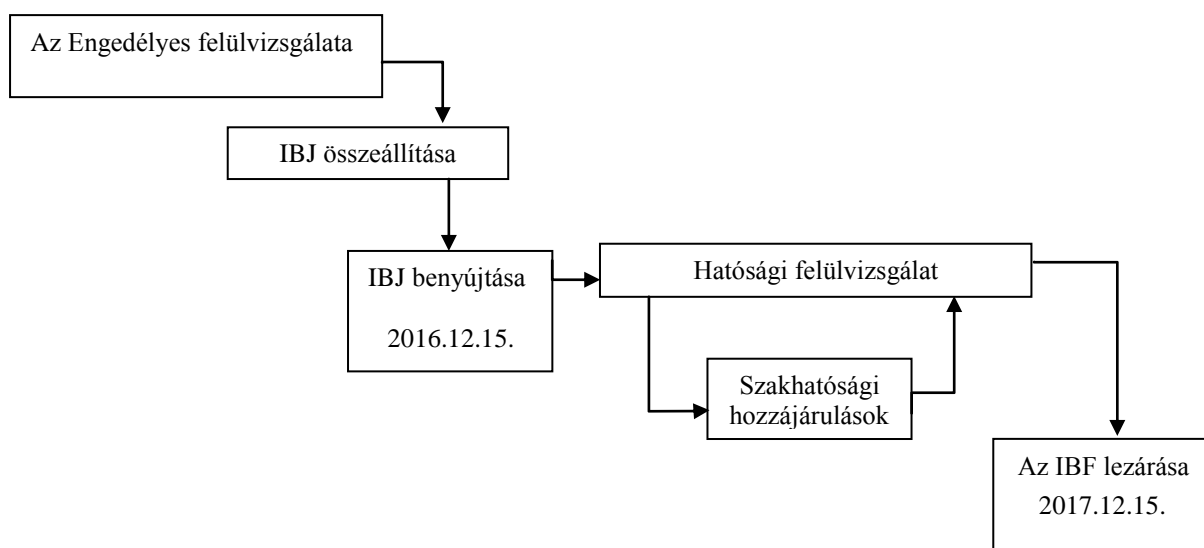 Az Engedélyes felülvizsgálata
IBJ összeállítása
IBJ benyújtása
2016.12.15.
Hatósági felülvizsgálat
Szakhatósági
hozzájárulások
Az IBF lezárása
2017.12.15.